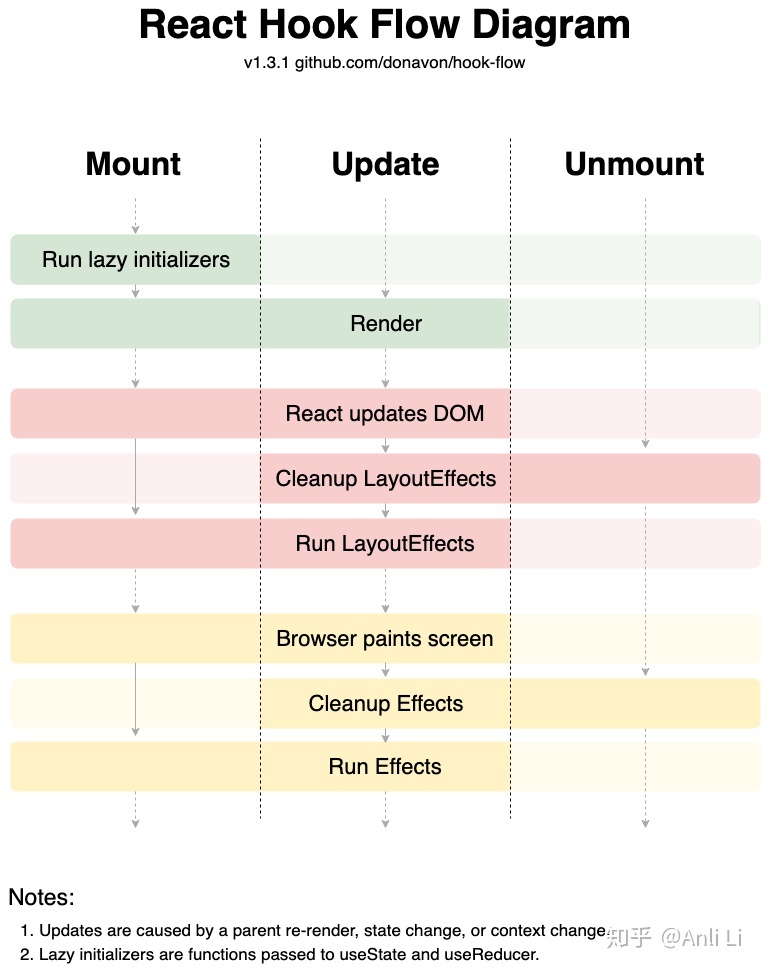 React Hook Flow Diagram
v1.3.1 github.com/donavon/hook-flow
Mount Update Unmount
Run lazy initializers
Render
React updates DOM
Cleanup LayoutEffects
Run LayoutEffects
Browser paints screen
Cleanup Effects
Run Effects
Notes:
1. Updates are caused by a parent re-render, state change, or context change.
2. Lazy initializers are functions passed to useState and useReducer.
知乎 @Anli Li